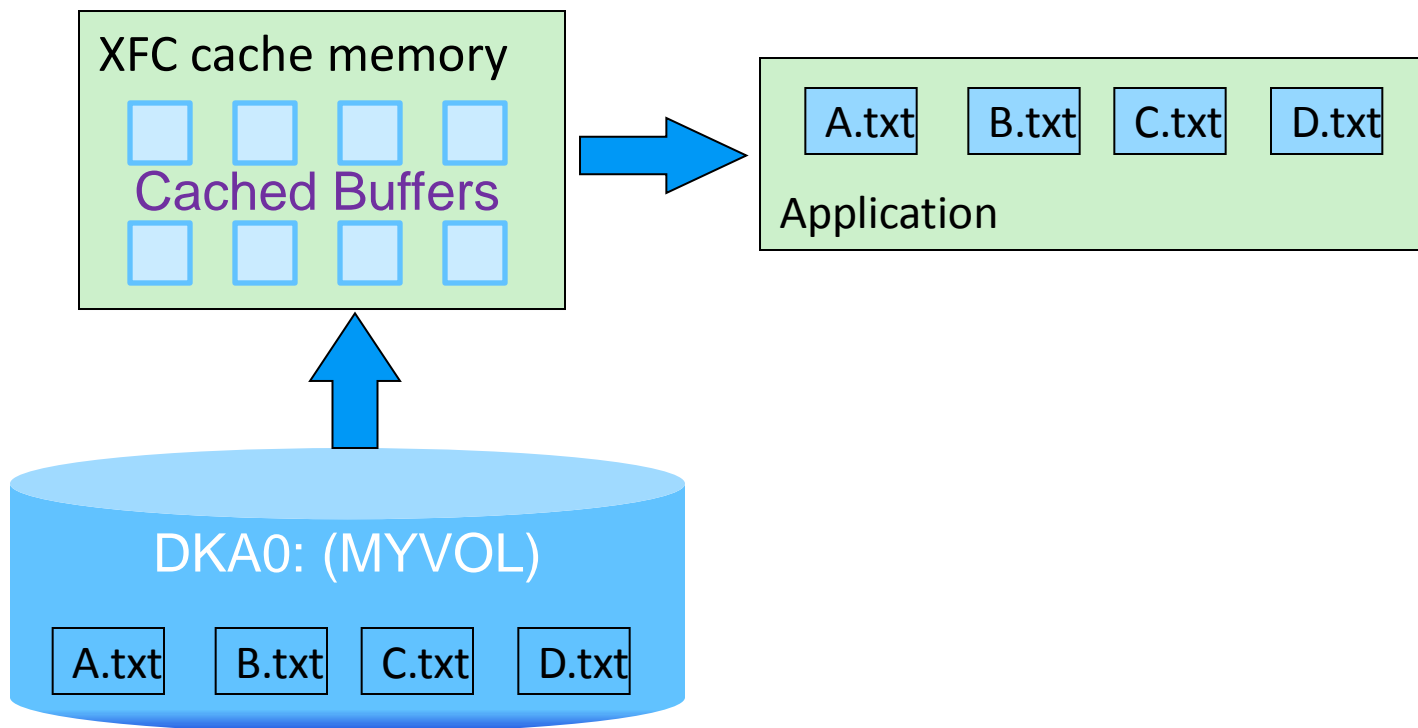 XFC cache memory
Cached Buffers
A.txt B.txt C.txt D.txt
Application
DKA0: (MYVOL)
A.txt B.txt C.txt D.txt